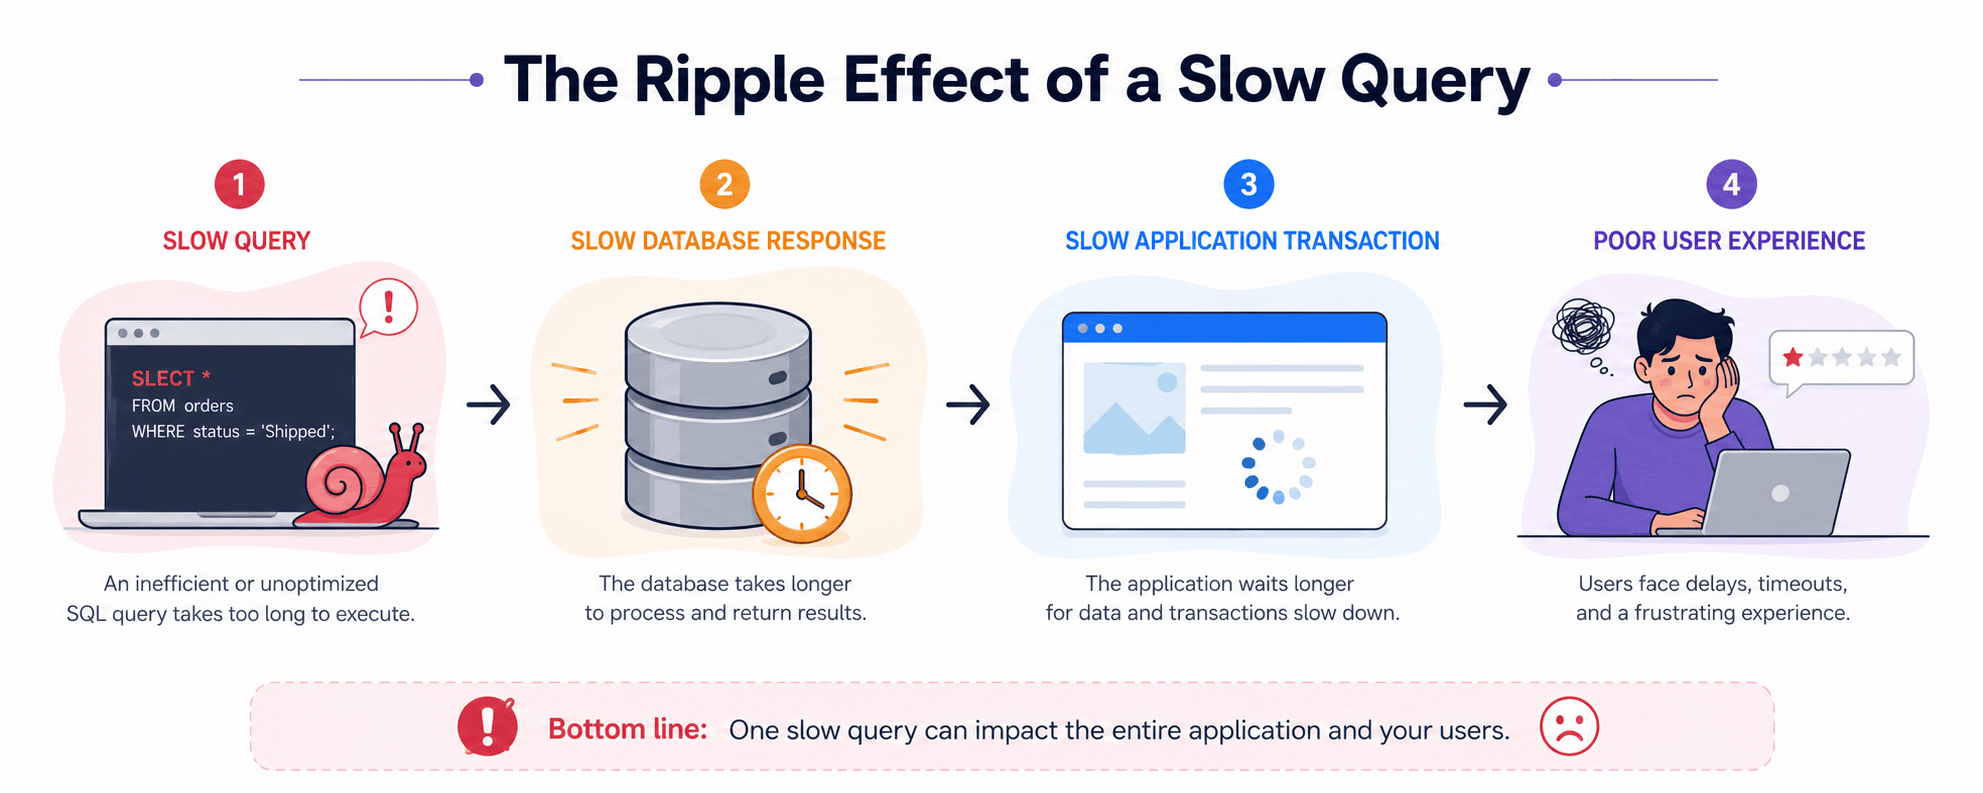 The Ripple Effect of a Slow Query
1
SLOW QUERY
SLECT *
FROM orders
WHERE status = 'Shipped';
!
An inefficient or unoptimized
SQL query takes too long to execute.
2
SLOW DATABASE RESPONSE
The database takes longer
to process and return results.
3
SLOW APPLICATION TRANSACTION
The application waits longer
for data and transactions slow down.
4
POOR USER EXPERIENCE
Users face delays, timeouts,
and a frustrating experience.
! Bottom line: One slow query can impact the entire application and your users.